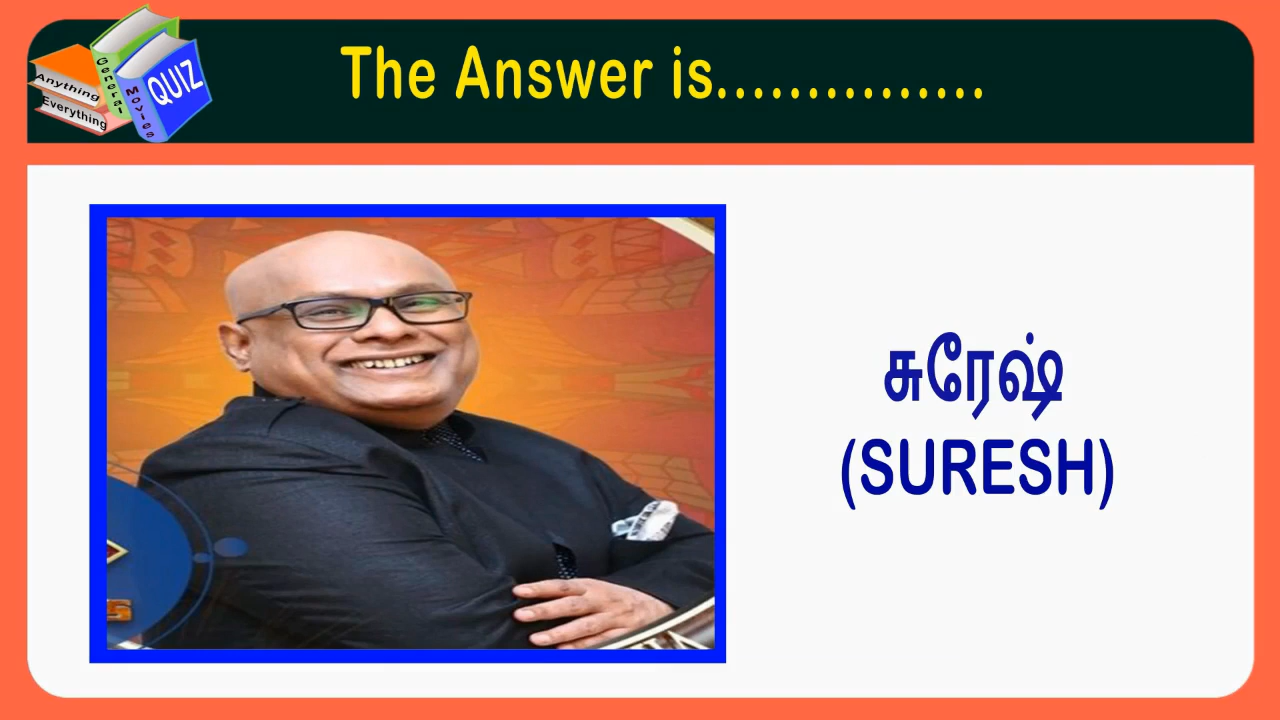 Anything
Everything
General
Movies
QUIZ
The Answer is...............
சுரேஷ்
(SURESH)